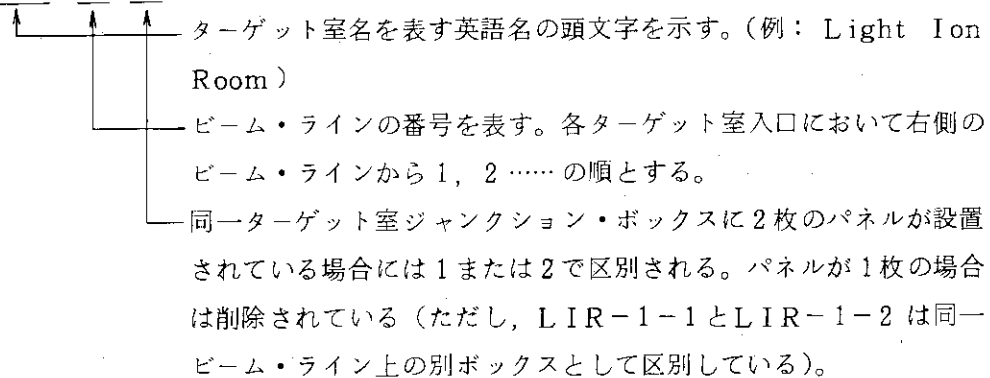 ターゲット室名を表す英語名の頭文字を示す。(例: Light Ion
Room)
ビーム・ラインの番号を表す。各ターゲット室入口において右側の
ビーム・ラインから1, 2……の順とする。
同一ターゲット室ジャンクション・ボックスに2枚のパネルが設置
されている場合には1または2で区別される。パネルが1枚の場合
は削除されている(ただし, LIR-1-1とLIR-1-2は同一
ビーム・ライン上の別ボックスとして区別している)。